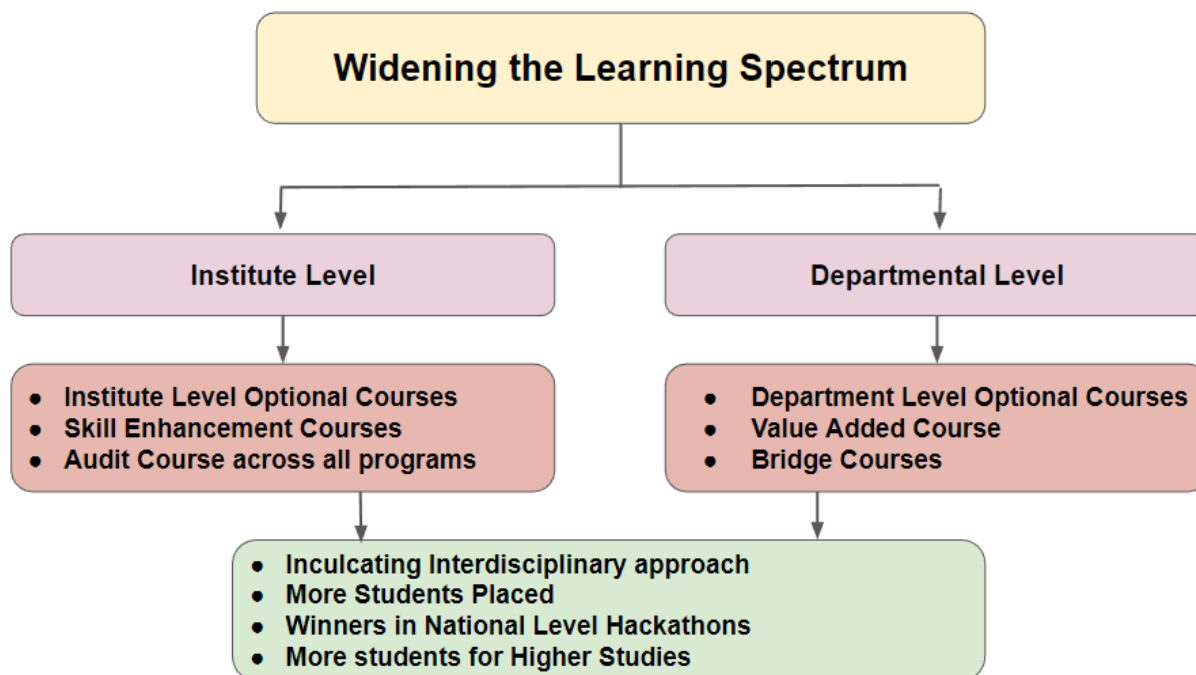 Widening the Learning Spectrum
Institute Level
Departmental Level
● Institute Level Optional Courses
● Skill Enhancement Courses
● Audit Course across all programs
● Department Level Optional Courses
● Value Added Course
● Bridge Courses
● Inculcating Interdisciplinary approach
● More Students Placed
● Winners in National Level Hackathons
● More students for Higher Studies